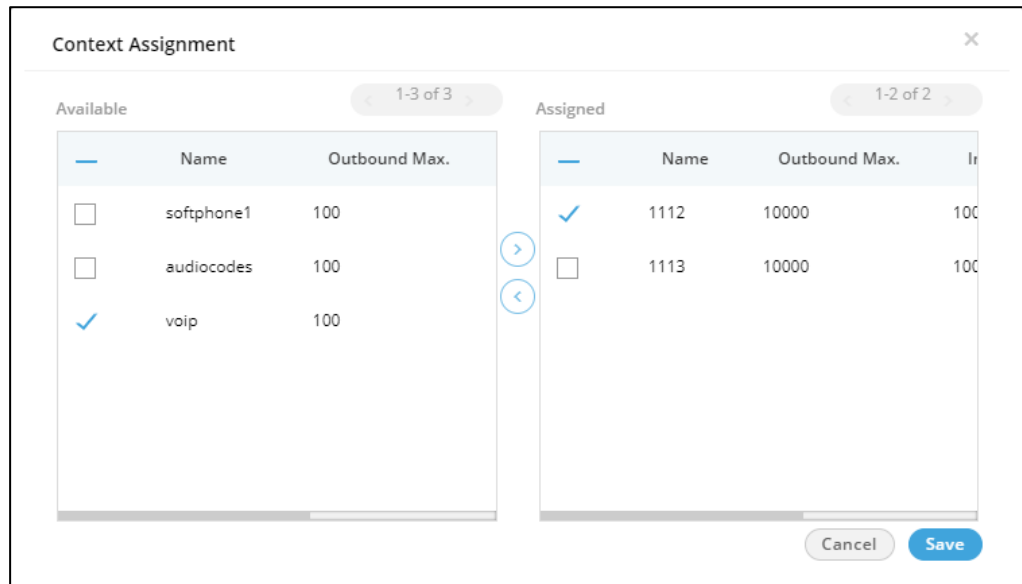 Context Assignment
Available
1-3 of 3
Assigned
1-2 of 2
Name Outbound Max.
softphone1 100
audiocodes 100
voip 100
Name Outbound Max.
1112 10000
1113 10000
Cancel Save